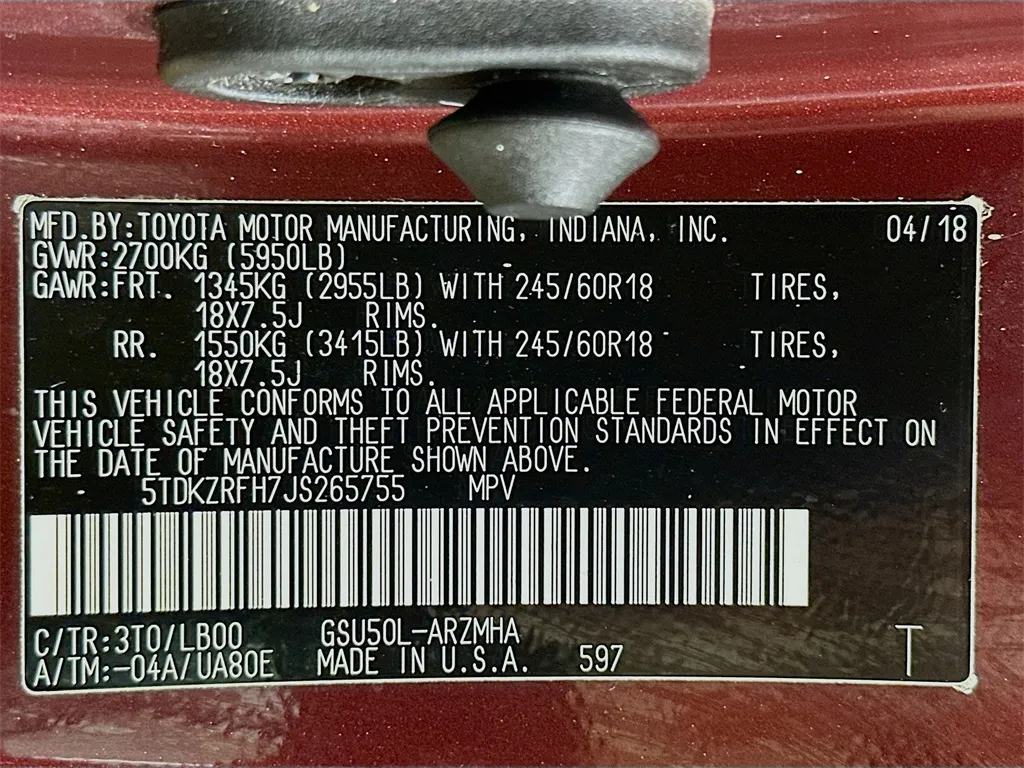 MFD.BY:TOYOTA MOTOR MANUFACTURING, INDIANA, INC. 04/18
GVWR:2700KG (5950LB)
GAWR:FRT. 1345KG (2955LB) WITH 245/60R18 TIRES,
18X7.5J RIMS.
RR. 1550KG (3415LB) WITH 245/60R18 TIRES,
18X7.5J RIMS.
THIS VEHICLE CONFORMS TO ALL APPLICABLE FEDERAL MOTOR
VEHICLE SAFETY AND THEFT PREVENTION STANDARDS IN EFFECT ON
THE DATE OF MANUFACTURE SHOWN ABOVE.
5TDKZRFH7JS265755 MPV
C/TR:3T0/LB00 GSU50L-ARZMHA T
A/TM:-04A/UA80E MADE IN U.S.A. 597